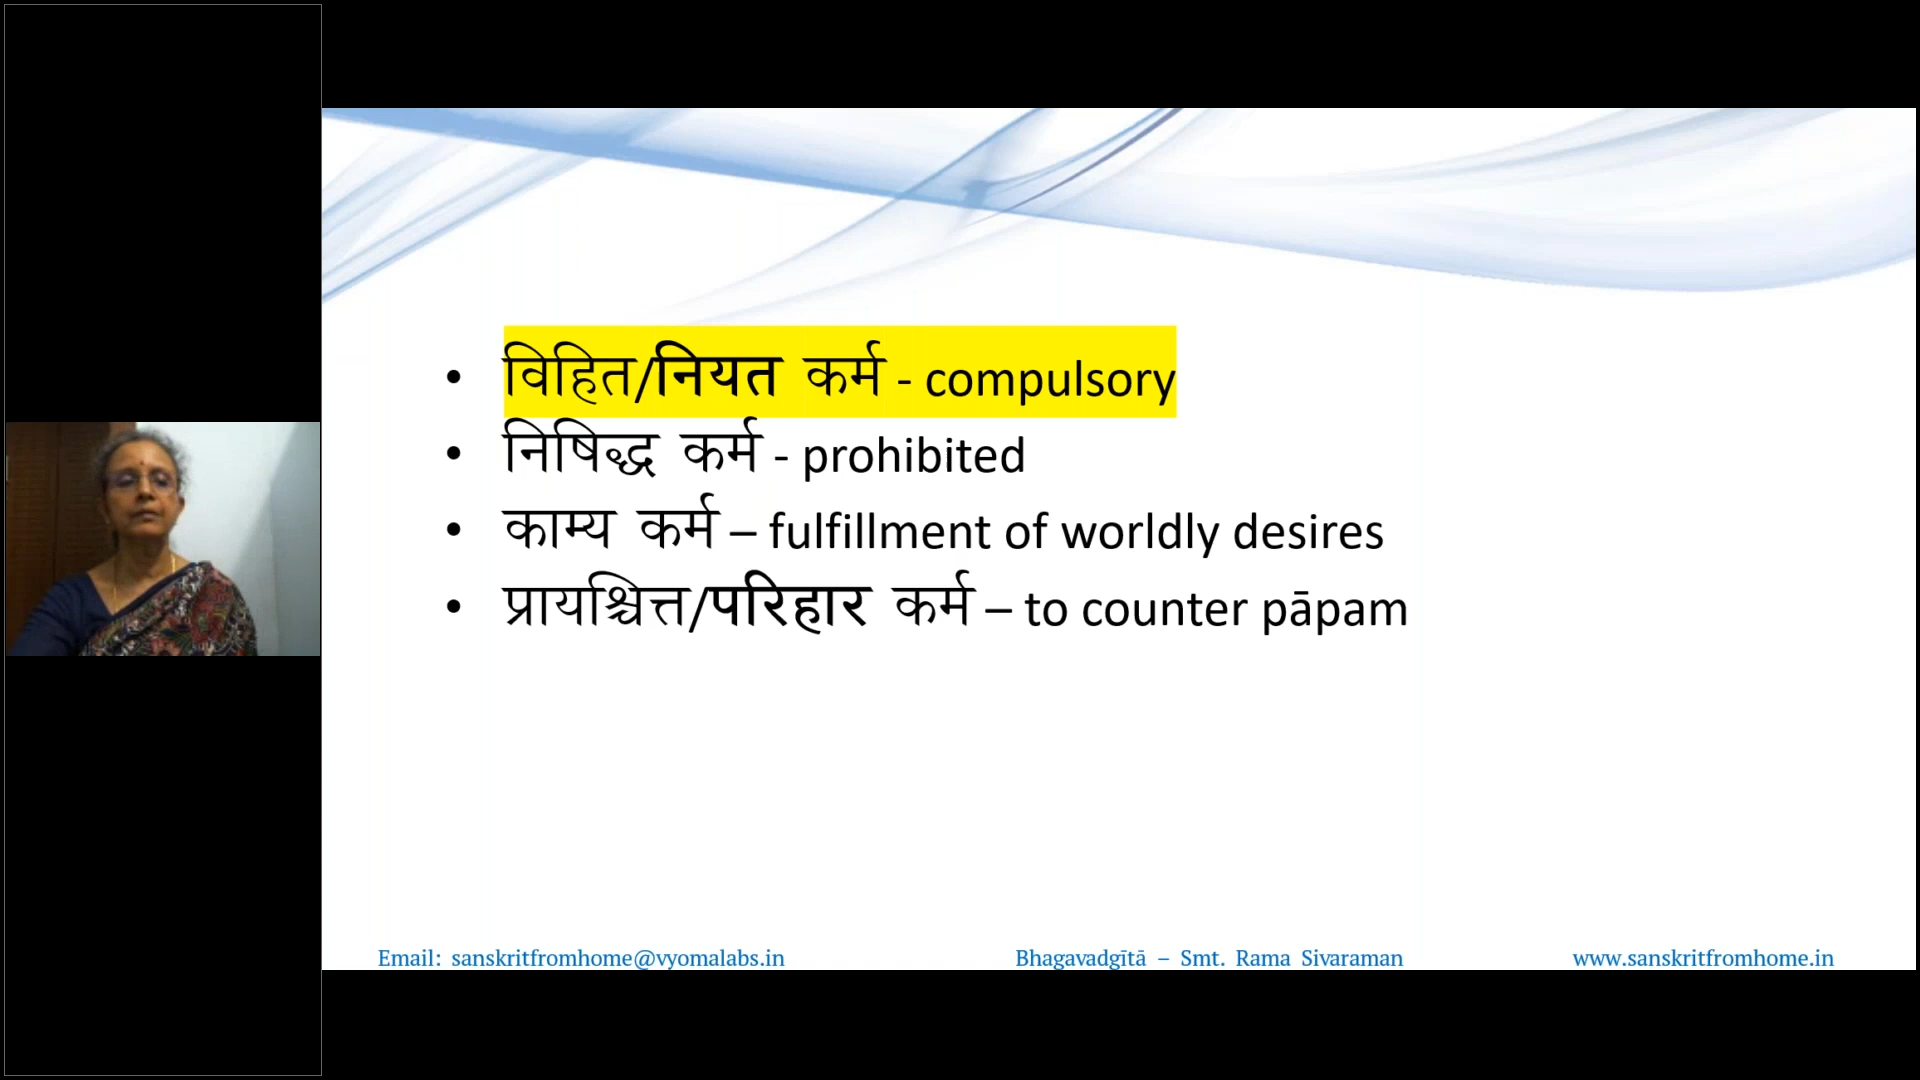 • विहित/नियत कर्म - compulsory
• निषिद्ध कर्म - prohibited
• काम्य कर्म – fulfillment of worldly desires
• प्रायश्चित्त/परिहार कर्म – to counter pāpam
Email: sanskritfromhome@vyomalabs.in Bhagavadgītā – Smt. Rama Sivaraman www.sanskritfromhome.in